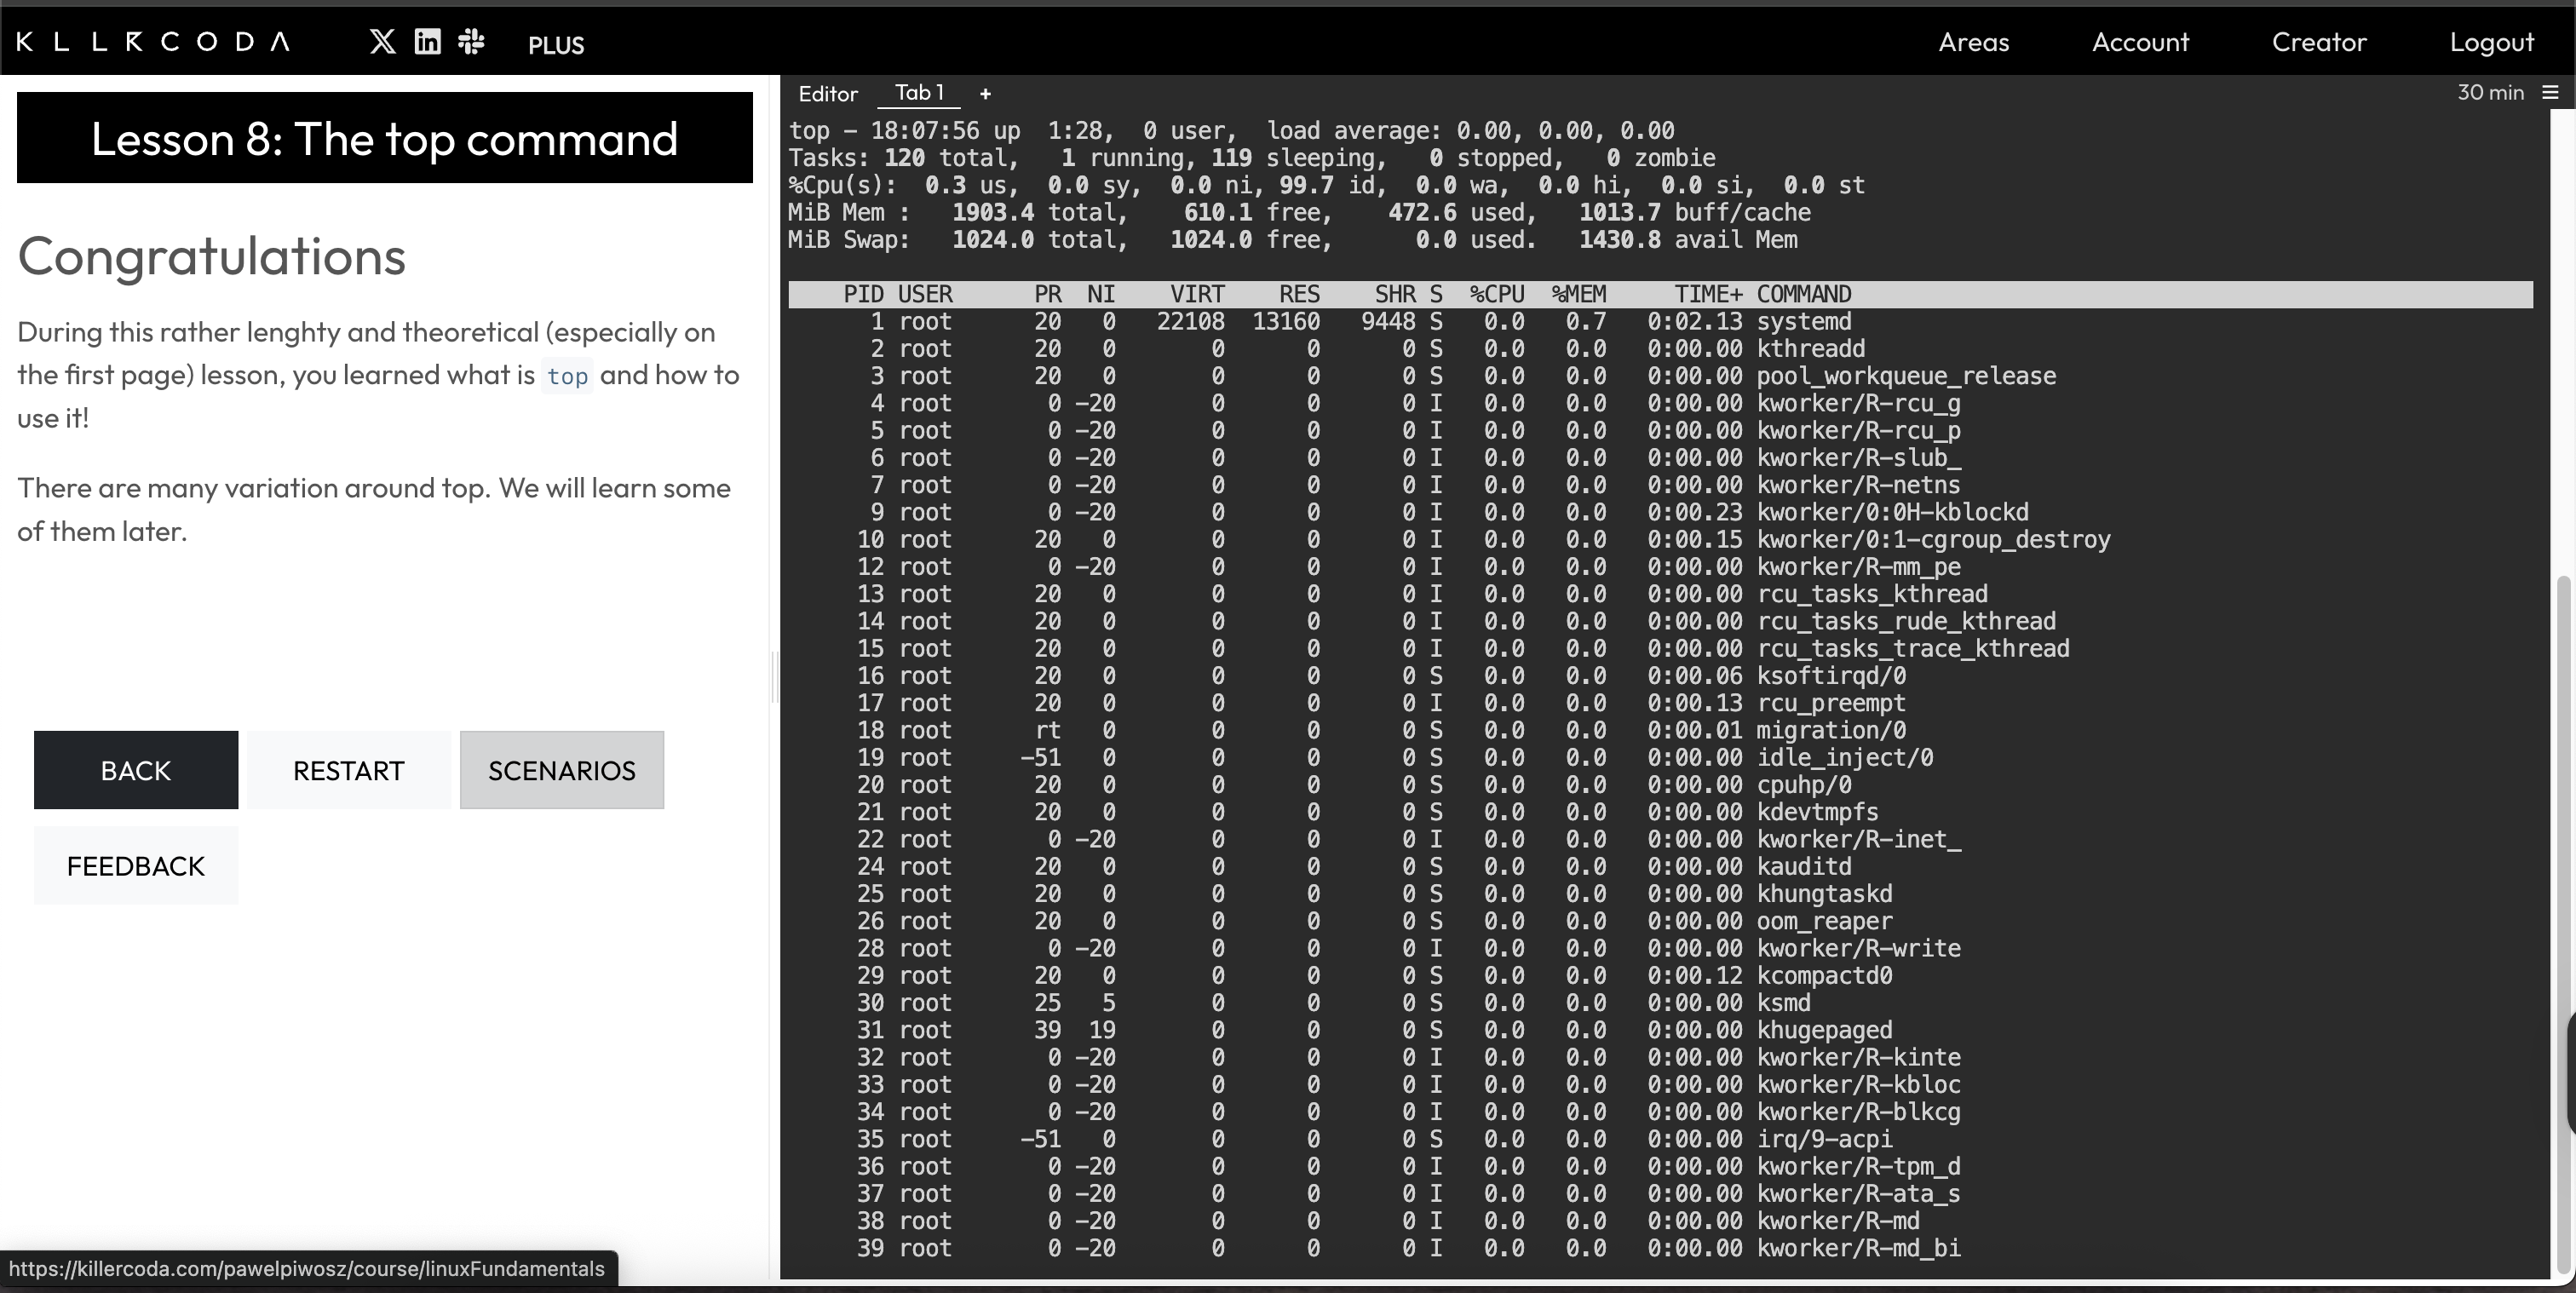 KILLERCODA PLUS Areas Account Creator Logout
Lesson 8: The top command
Congratulations
During this rather lenghty and theoretical (especially on
the first page) lesson, you learned what is top and how to
use it!
There are many variation around top. We will learn some
of them later.
BACK RESTART SCENARIOS
FEEDBACK
https://killercoda.com/pawelpiwosz/course/linuxFundamentals
Editor Tab 1 + 30 min
top - 18:07:56 up  1:28,  0 user,  load average: 0.00, 0.00, 0.00
Tasks: 120 total,   1 running, 119 sleeping,   0 stopped,   0 zombie
%Cpu(s):  0.3 us,  0.0 sy,  0.0 ni, 99.7 id,  0.0 wa,  0.0 hi,  0.0 si,  0.0 st
MiB Mem :   1903.4 total,    610.1 free,    472.6 used,   1013.7 buff/cache
MiB Swap:   1024.0 total,   1024.0 free,      0.0 used.   1430.8 avail Mem
PID USER PR NI VIRT RES SHR S %CPU %MEM TIME+ COMMAND
1 root 20 0 22108 13160 9448 S 0.0 0.7 0:02.13 systemd
2 root 20 0 0 0 0 S 0.0 0.0 0:00.00 kthreadd
3 root 20 0 0 0 0 S 0.0 0.0 0:00.00 pool_workqueue_release
4 root 0 -20 0 0 0 I 0.0 0.0 0:00.00 kworker/R-rcu_g
5 root 0 -20 0 0 0 I 0.0 0.0 0:00.00 kworker/R-rcu_p
6 root 0 -20 0 0 0 I 0.0 0.0 0:00.00 kworker/R-slub_
7 root 0 -20 0 0 0 I 0.0 0.0 0:00.00 kworker/R-netns
9 root 0 -20 0 0 0 I 0.0 0.0 0:00.23 kworker/0:0H-kblockd
10 root 20 0 0 0 0 I 0.0 0.0 0:00.15 kworker/0:1-cgroup_destroy
12 root 0 -20 0 0 0 I 0.0 0.0 0:00.00 kworker/R-mm_pe
13 root 20 0 0 0 0 I 0.0 0.0 0:00.00 rcu_tasks_kthread
14 root 20 0 0 0 0 I 0.0 0.0 0:00.00 rcu_tasks_rude_kthread
15 root 20 0 0 0 0 I 0.0 0.0 0:00.00 rcu_tasks_trace_kthread
16 root 20 0 0 0 0 S 0.0 0.0 0:00.06 ksoftirqd/0
17 root 20 0 0 0 0 I 0.0 0.0 0:00.13 rcu_preempt
18 root rt 0 0 0 0 S 0.0 0.0 0:00.01 migration/0
19 root -51 0 0 0 0 S 0.0 0.0 0:00.00 idle_inject/0
20 root 20 0 0 0 0 S 0.0 0.0 0:00.00 cpuhp/0
21 root 20 0 0 0 0 S 0.0 0.0 0:00.00 kdevtmpfs
22 root 0 -20 0 0 0 I 0.0 0.0 0:00.00 kworker/R-inet_
24 root 20 0 0 0 0 S 0.0 0.0 0:00.00 kauditd
25 root 20 0 0 0 0 S 0.0 0.0 0:00.00 khungtaskd
26 root 20 0 0 0 0 S 0.0 0.0 0:00.00 oom_reaper
28 root 0 -20 0 0 0 I 0.0 0.0 0:00.00 kworker/R-write
29 root 20 0 0 0 0 S 0.0 0.0 0:00.12 kcompactd0
30 root 25 5 0 0 0 S 0.0 0.0 0:00.00 ksmd
31 root 39 19 0 0 0 S 0.0 0.0 0:00.00 khugepaged
32 root 0 -20 0 0 0 I 0.0 0.0 0:00.00 kworker/R-kinte
33 root 0 -20 0 0 0 I 0.0 0.0 0:00.00 kworker/R-kbloc
34 root 0 -20 0 0 0 I 0.0 0.0 0:00.00 kworker/R-blkcg
35 root -51 0 0 0 0 S 0.0 0.0 0:00.00 irq/9-acpi
36 root 0 -20 0 0 0 I 0.0 0.0 0:00.00 kworker/R-tpm_d
37 root 0 -20 0 0 0 I 0.0 0.0 0:00.00 kworker/R-ata_s
38 root 0 -20 0 0 0 I 0.0 0.0 0:00.00 kworker/R-md
39 root 0 -20 0 0 0 I 0.0 0.0 0:00.00 kworker/R-md_bi